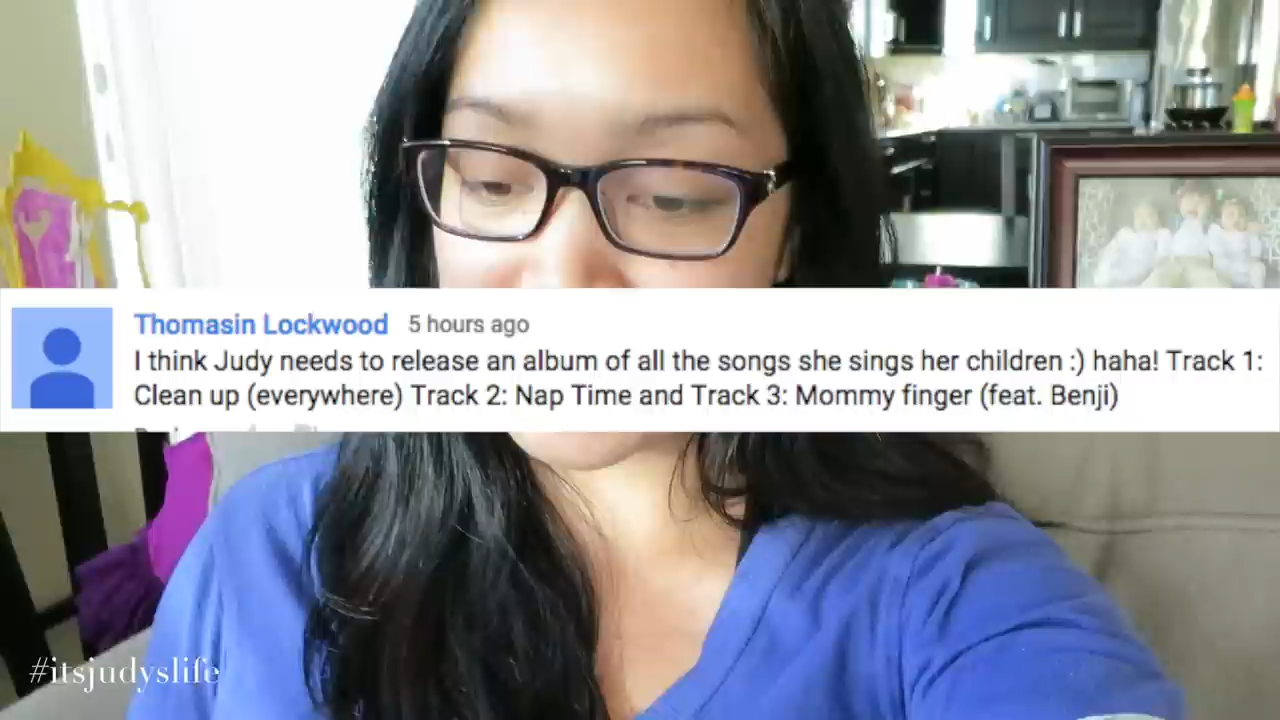 Thomasin Lockwood 5 hours ago
I think Judy needs to release an album of all the songs she sings her children :) haha! Track 1:
Clean up (everywhere) Track 2: Nap Time and Track 3: Mommy finger (feat. Benji)
#itsjudyslife